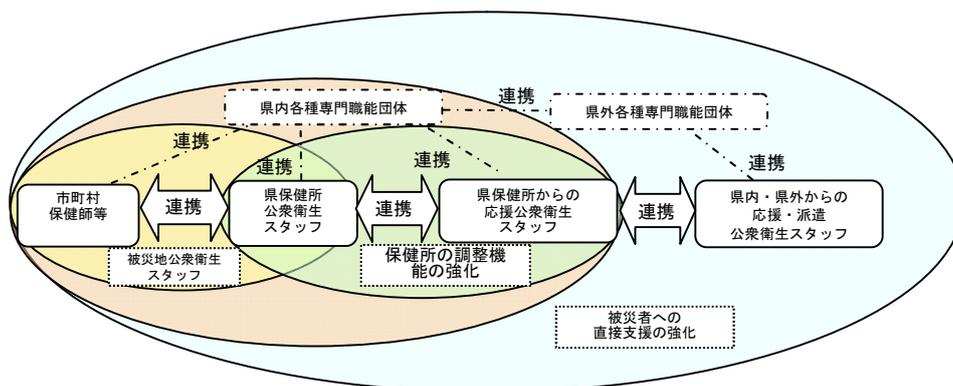 連携
県内各種専門職能団体
県外各種専門職能団体
連携
連携
連携
連携
市町村
保健師等
連携
県保健所
公衆衛生
スタッフ
連携
県保健所からの
応援公衆衛生
スタッフ
連携
県内・県外からの
応援・派遣
公衆衛生スタッフ
被災地公衆衛生
スタッフ
保健所の調整機
能の強化
被災者への
直接支援の強化